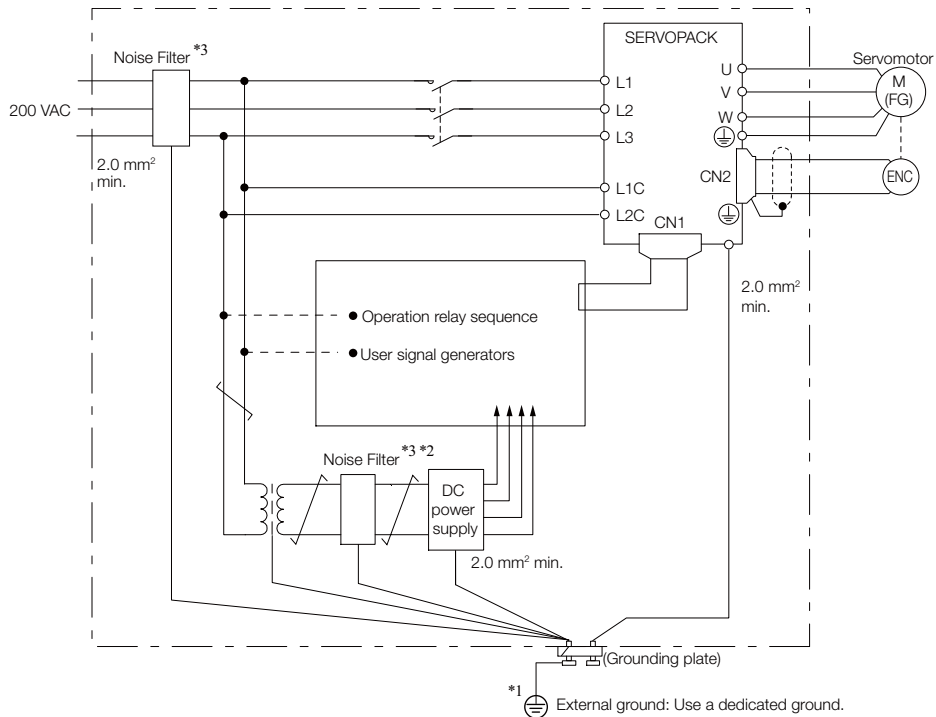 SERVOPACK
Noise Filter *3
Servomotor
U
M
(FG)
L1
V
200 VAC
L2
W
L3
2.0 mm²
min.
CN2
ENC
L1C
L2C
CN1
2.0 mm²
min.
Operation relay sequence
User signal generators
Noise Filter *3 *2
DC
power
supply
2.0 mm² min.
(Grounding plate)
*1
External ground: Use a dedicated ground.